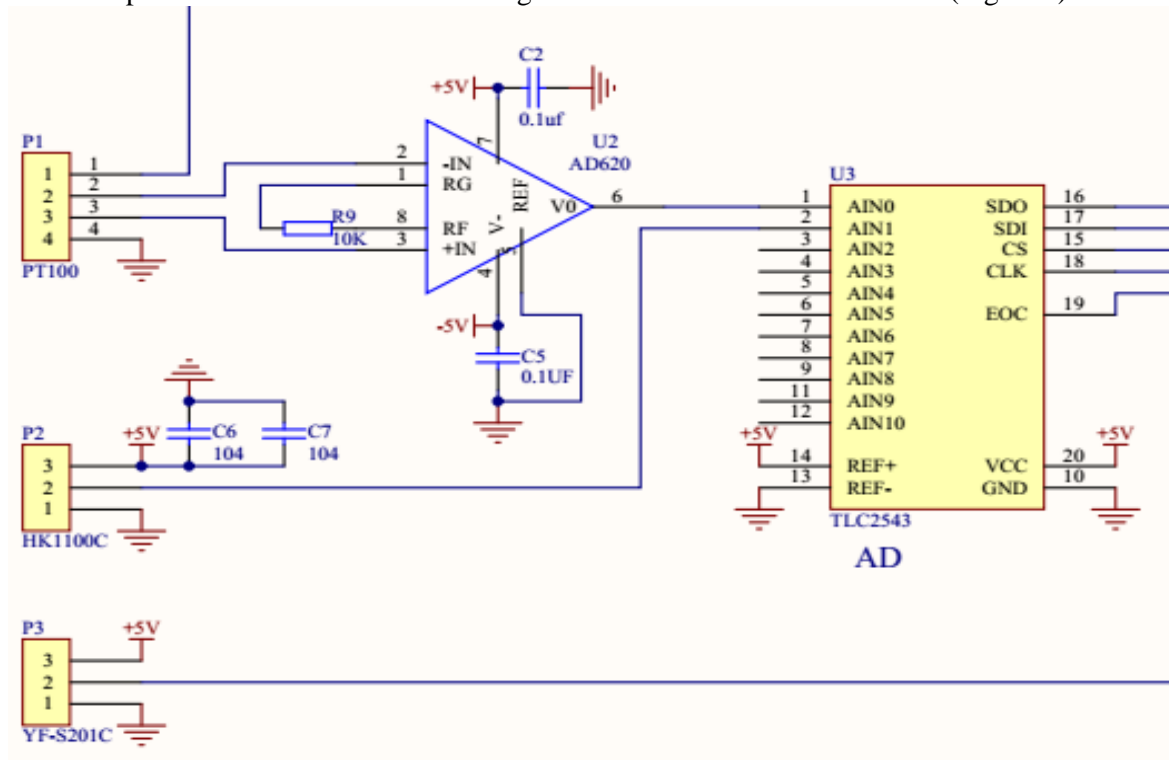 C2
+5V
0.1uf
P1
7
U2
AD620
1 1
2 2
3 3
4 4
PT100
2 -IN
1 RG
R9
10K
8 RF
3 +IN
REF
V-
V0 6
5
4
-5V
C5
0.1UF
U3
1 AIN0 SDO 16
2 AIN1 SDI 17
3 AIN2 CS 15
4 AIN3 CLK 18
5 AIN4
6 AIN5 EOC 19
7 AIN6
8 AIN7
9 AIN8
11 AIN9
12 AIN10
+5V +5V
14 REF+ VCC 20
13 REF- GND 10
TLC2543
AD
P2
+5V
C6
104
C7
104
3
2
1
HK1100C
P3
+5V
3
2
1
YF-S201C